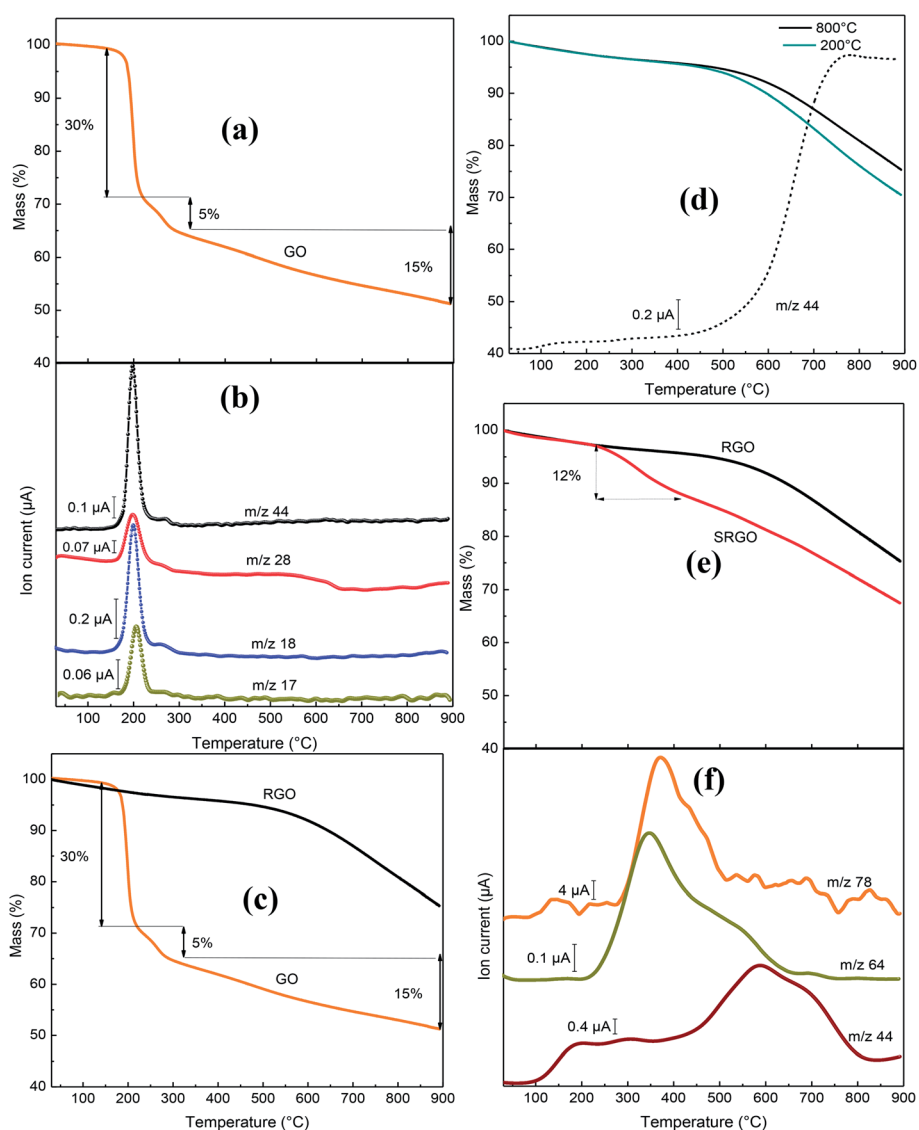 (a)
100
90
80
70
60
50
40
Mass (%)
30%
5%
15%
GO
(b)
Ion current (µA)
0.1 µA
m/z 44
0.07 µA
m/z 28
0.2 µA
m/z 18
0.06 µA
m/z 17
100 200 300 400 500 600 700 800 900
Temperature (°C)
(c)
100
90
80
70
60
50
40
Mass (%)
RGO
30%
5%
15%
GO
100 200 300 400 500 600 700 800 900
Temperature (°C)
(d)
800°C
200°C
100
90
80
70
60
50
40
Mass (%)
0.2 µA
m/z 44
100 200 300 400 500 600 700 800 900
Temperature (°C)
(e)
100
90
80
70
60
50
40
Mass (%)
RGO
12%
SRGO
(f)
Ion current (µA)
4 µA
m/z 78
0.1 µA
m/z 64
0.4 µA
m/z 44
100 200 300 400 500 600 700 800 900
Temperature (°C)